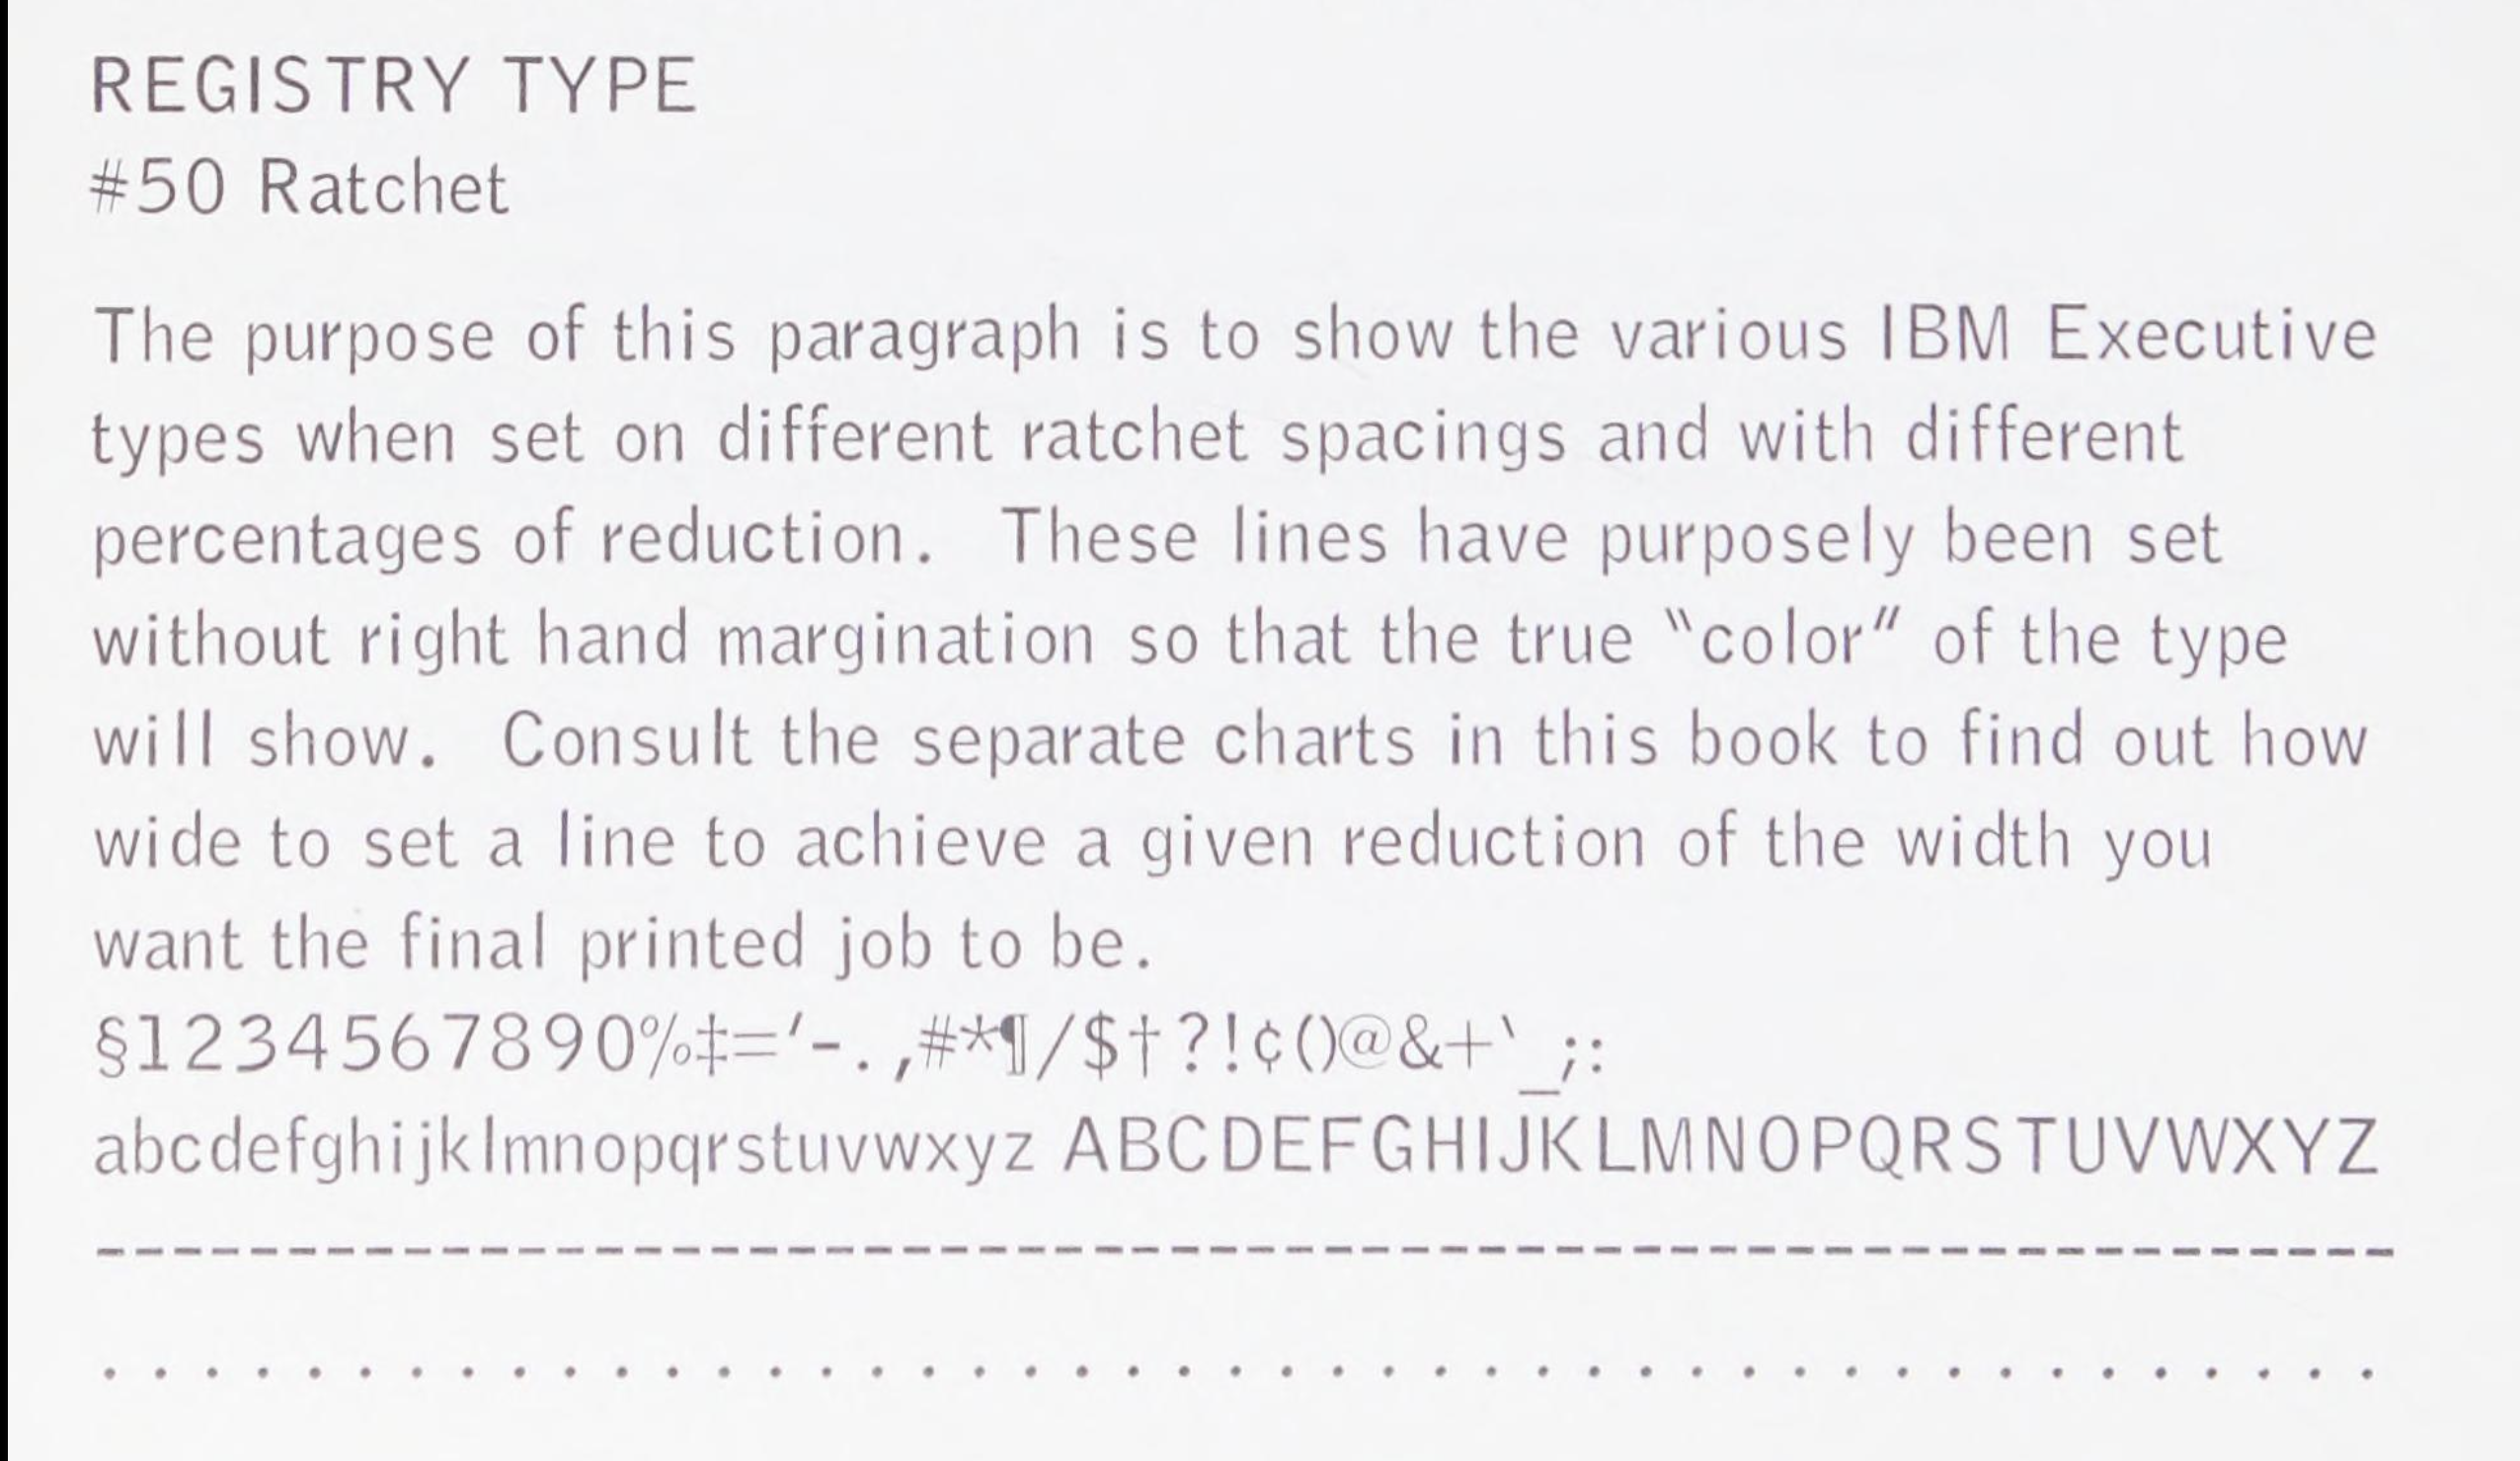 REGISTRY TYPE
#50 Ratchet
The purpose of this paragraph is to show the various IBM Executive
types when set on different ratchet spacings and with different
percentages of reduction.  These lines have purposely been set
without right hand margination so that the true “color” of the type
will show.  Consult the separate charts in this book to find out how
wide to set a line to achieve a given reduction of the width you
want the final printed job to be.
§1234567890%‡=′-.,#*¶/$†?!¢()@&+‵_;:
abcdefghijklmnopqrstuvwxyz ABCDEFGHIJKLMNOPQRSTUVWXYZ
------------------------------------------------------------
. . . . . . . . . . . . . . . . . . . . . . . . . . . . . . . . . . . . . . . . . . . . .